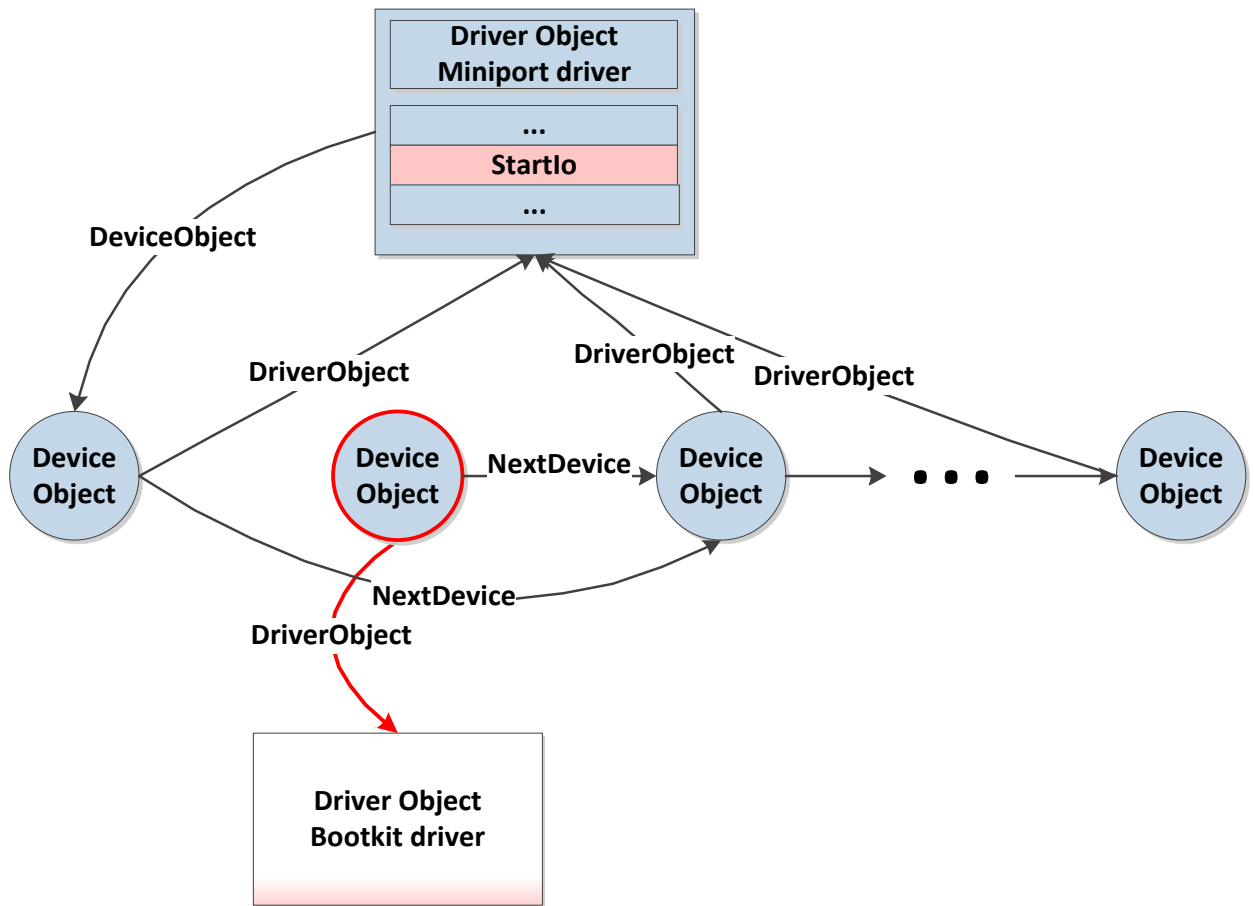 Driver Object
Miniport driver
...
StartIo
...
DeviceObject
DriverObject
DriverObject
DriverObject
Device
Object
Device
Object
NextDevice
Device
Object
...
Device
Object
NextDevice
DriverObject
Driver Object
Bootkit driver